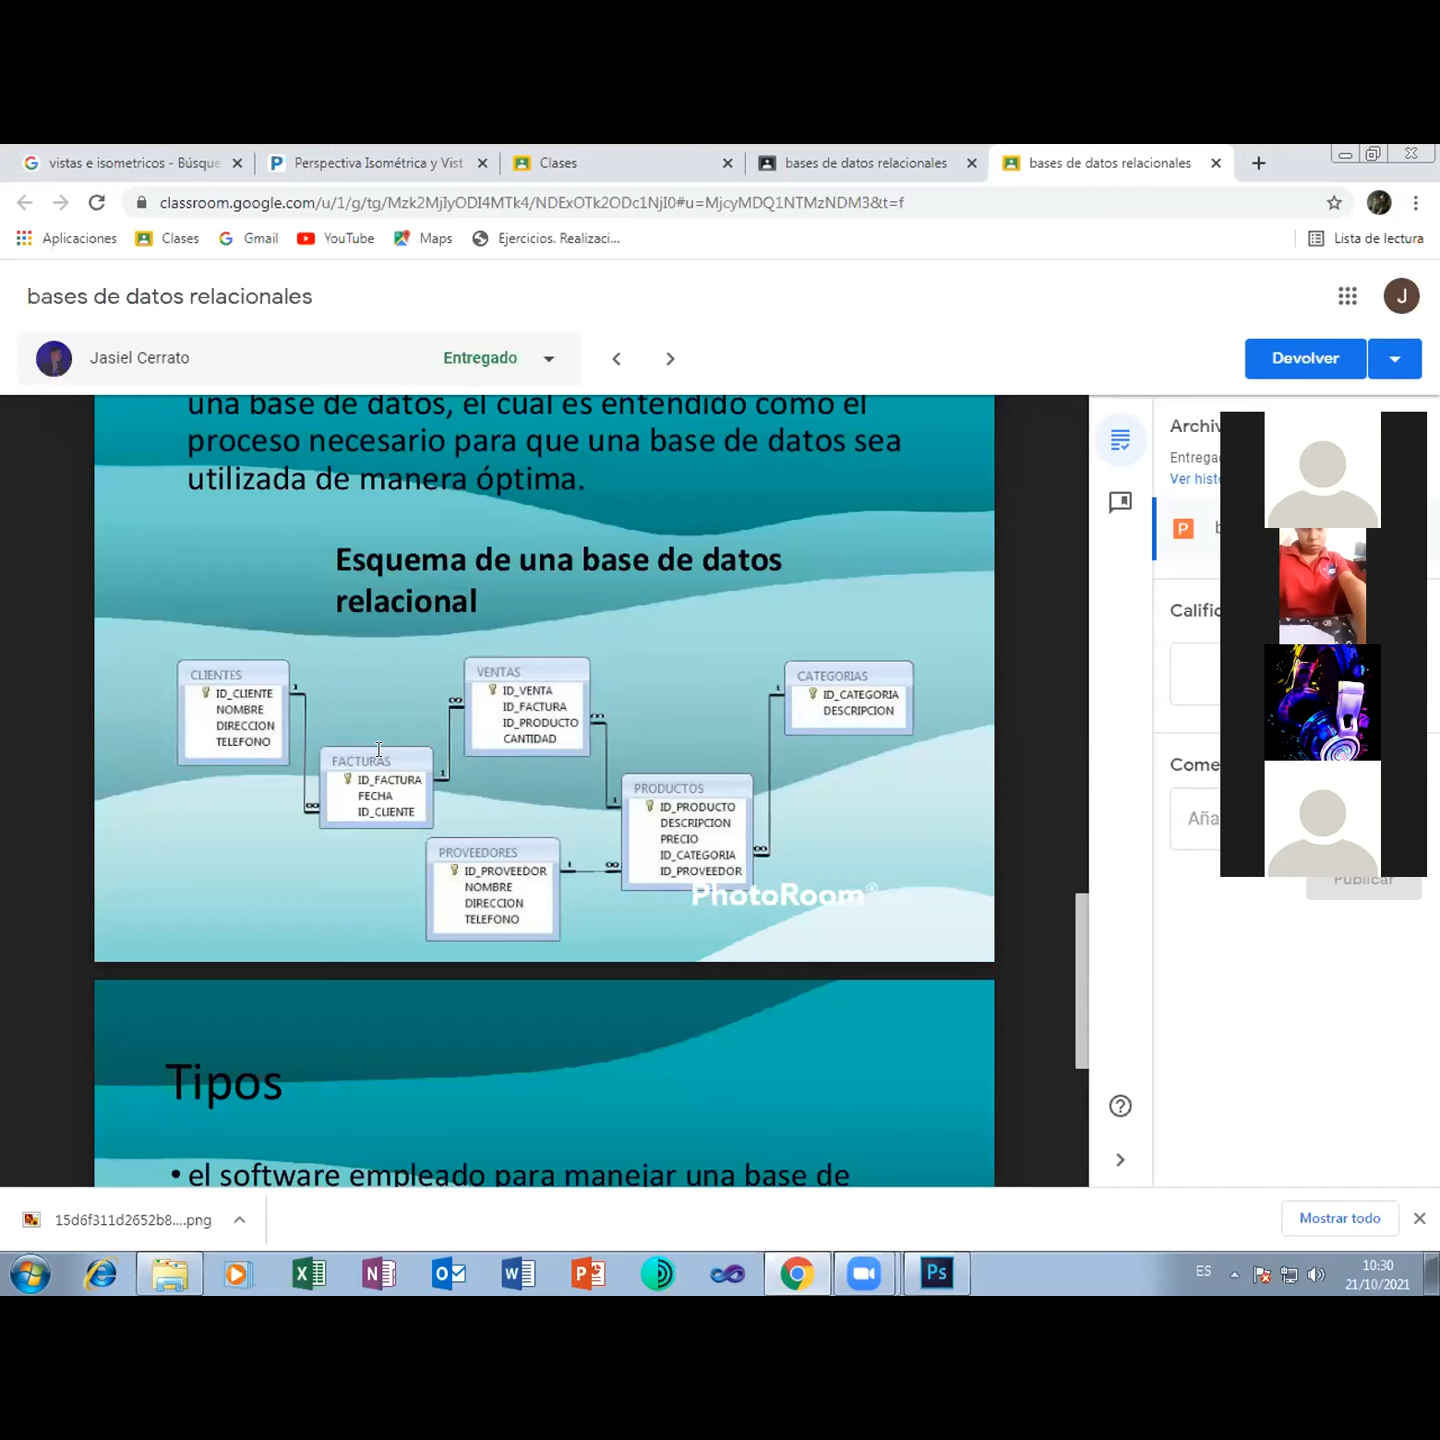 vistas e isometricos - Búsque
Perspectiva Isométrica y Vist
Clases
bases de datos relacionales
bases de datos relacionales
classroom.google.com/u/1/g/tg/Mzk2MjIyODI4MTk4/NDExOTk2ODc1NjI0#u=MjcyMDQ1NTMzNDM3&t=f
Aplicaciones
Clases
Gmail
YouTube
Maps
Ejercicios. Realizaci...
Lista de lectura
bases de datos relacionales
J
Jasiel Cerrato
Entregado
Devolver
una base de datos, el cual es entendido como el
proceso necesario para que una base de datos sea
utilizada de manera óptima.
Esquema de una base de datos
relacional
CLIENTES
ID_CLIENTE
NOMBRE
DIRECCION
TELEFONO
1
∞
FACTURAS
ID_FACTURA
FECHA
ID_CLIENTE
1
∞
VENTAS
ID_VENTA
ID_FACTURA
ID_PRODUCTO
CANTIDAD
∞
1
PRODUCTOS
ID_PRODUCTO
DESCRIPCION
PRECIO
ID_CATEGORIA
ID_PROVEEDOR
∞
1
CATEGORIAS
ID_CATEGORIA
DESCRIPCION
PROVEEDORES
ID_PROVEEDOR
NOMBRE
DIRECCION
TELEFONO
1
∞
PhotoRoom®
Tipos
• el software empleado para manejar una base de
Archiv
Entrega
Ver histo
P
b
Califi
Come
Aña
Publicar
15d6f311d2652b8....png
Mostrar todo
ES
10:30
21/10/2021